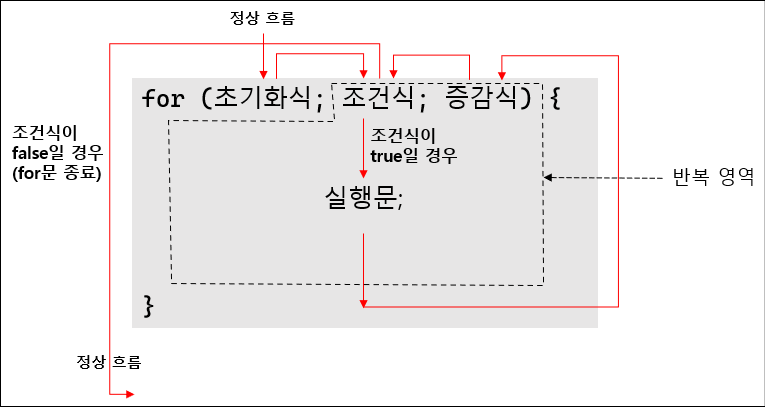 정상 흐름
for (초기화식; 조건식; 증감식) {
조건식이
false일 경우
(for문 종료)
조건식이
true일 경우
반복 영역
실행문;
}
정상 흐름